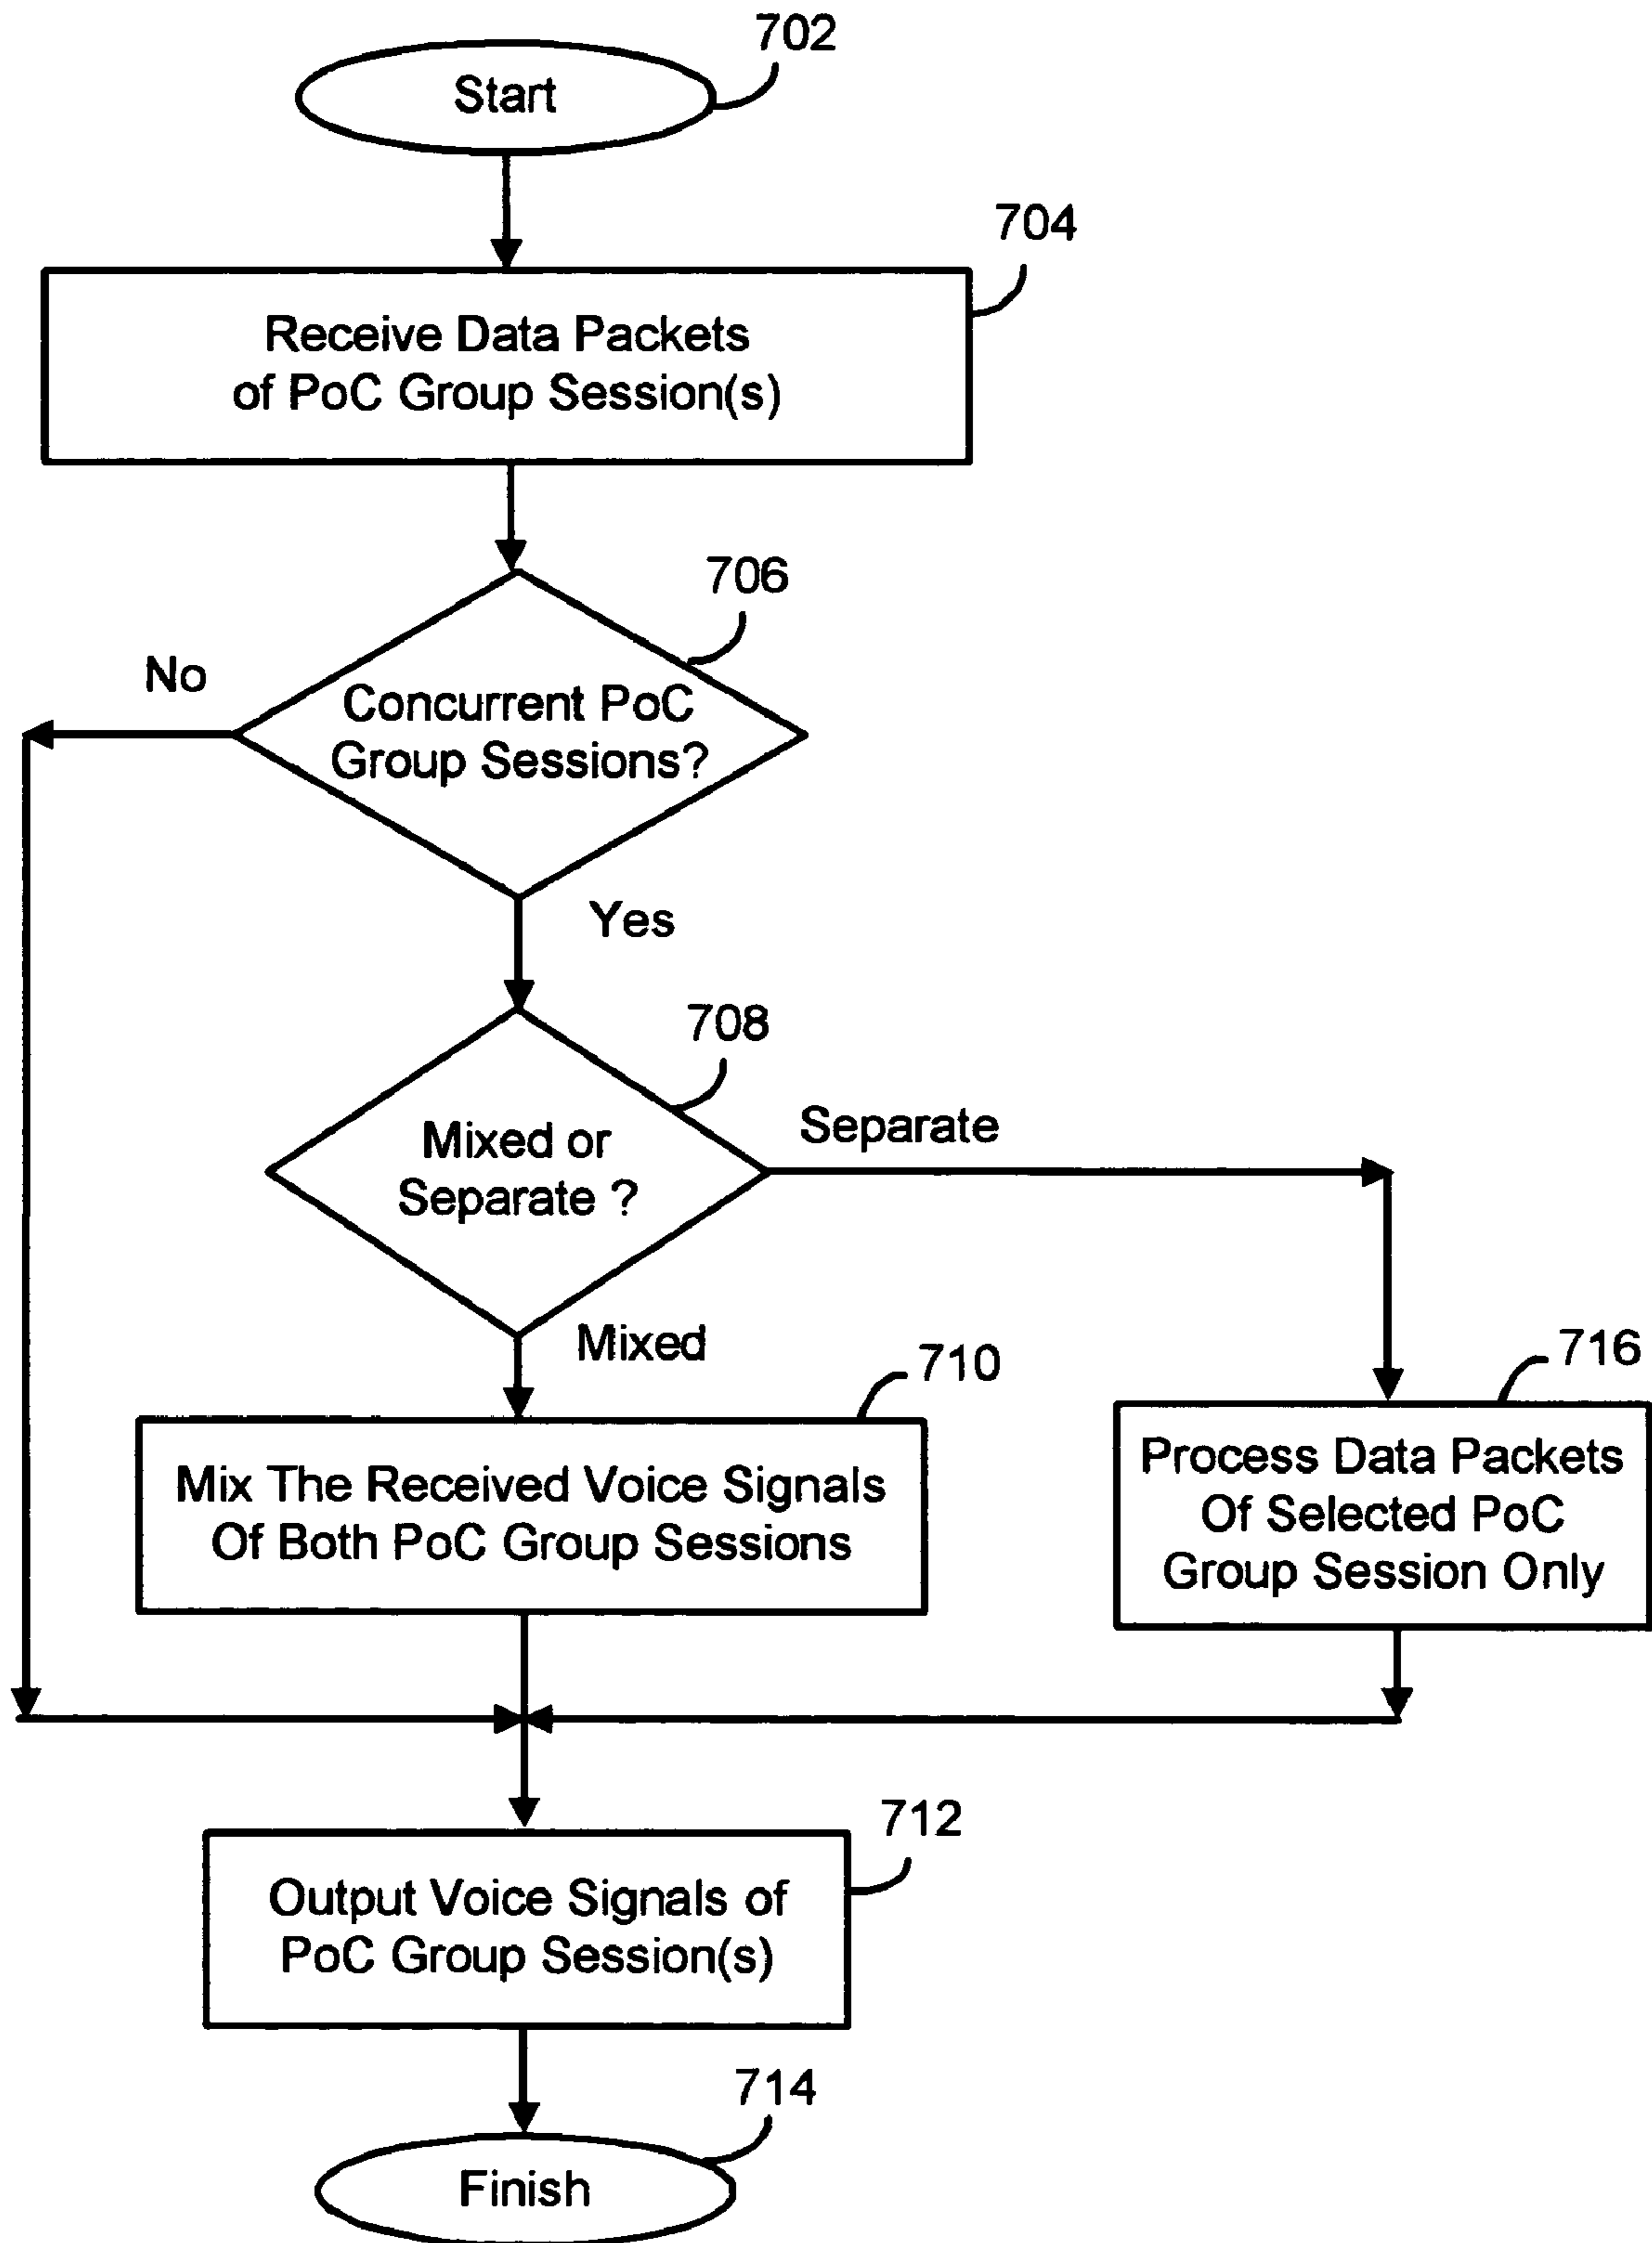 702
Start
704
Receive Data Packets
of PoC Group Session(s)
706
No
Concurrent PoC
Group Sessions?
Yes
708
Separate
Mixed or
Separate ?
Mixed
710
716
Mix The Received Voice Signals
Of Both PoC Group Sessions
Process Data Packets
Of Selected PoC
Group Session Only
712
Output Voice Signals of
PoC Group Session(s)
714
Finish